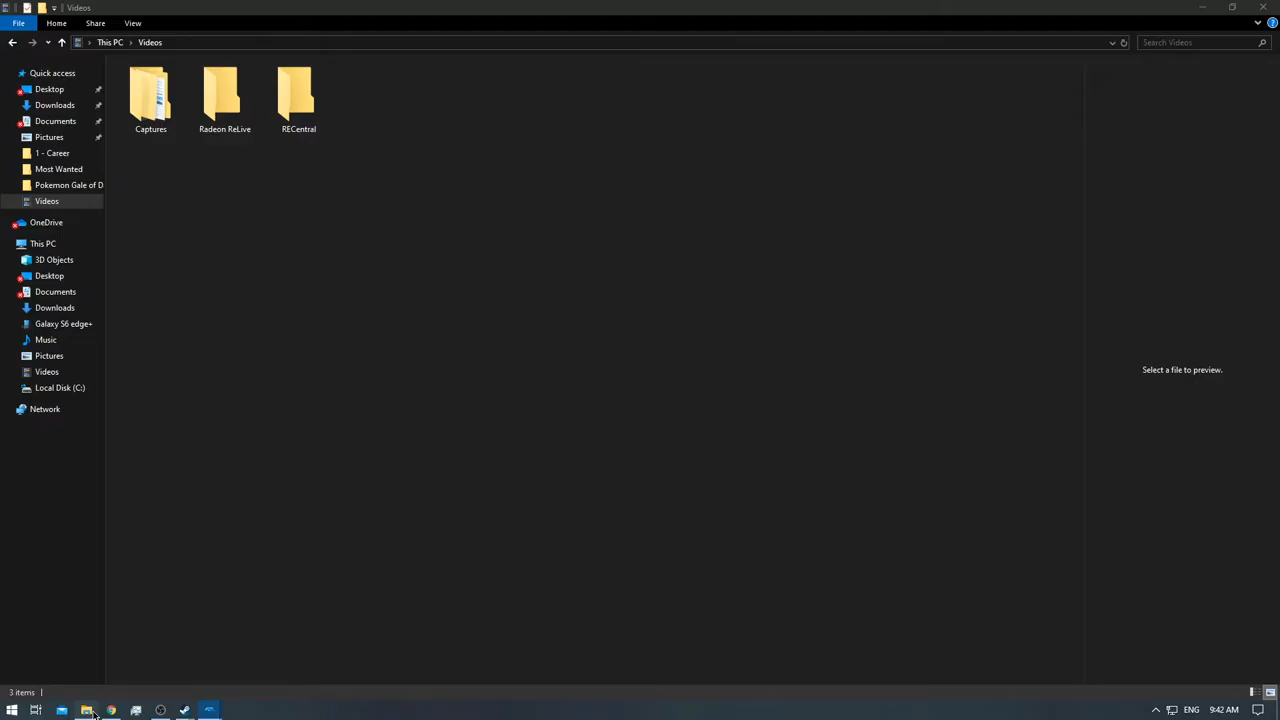 Videos
File Home Share View
This PC Videos
Search Videos
Quick access
Desktop
Downloads
Documents
Pictures
1 - Career
Most Wanted
Pokemon Gale of D
Videos
OneDrive
This PC
3D Objects
Desktop
Documents
Downloads
Galaxy S6 edge+
Music
Pictures
Videos
Local Disk (C:)
Network
Captures
Radeon ReLive
RECentral
Select a file to preview.
3 items
ENG
9:42 AM